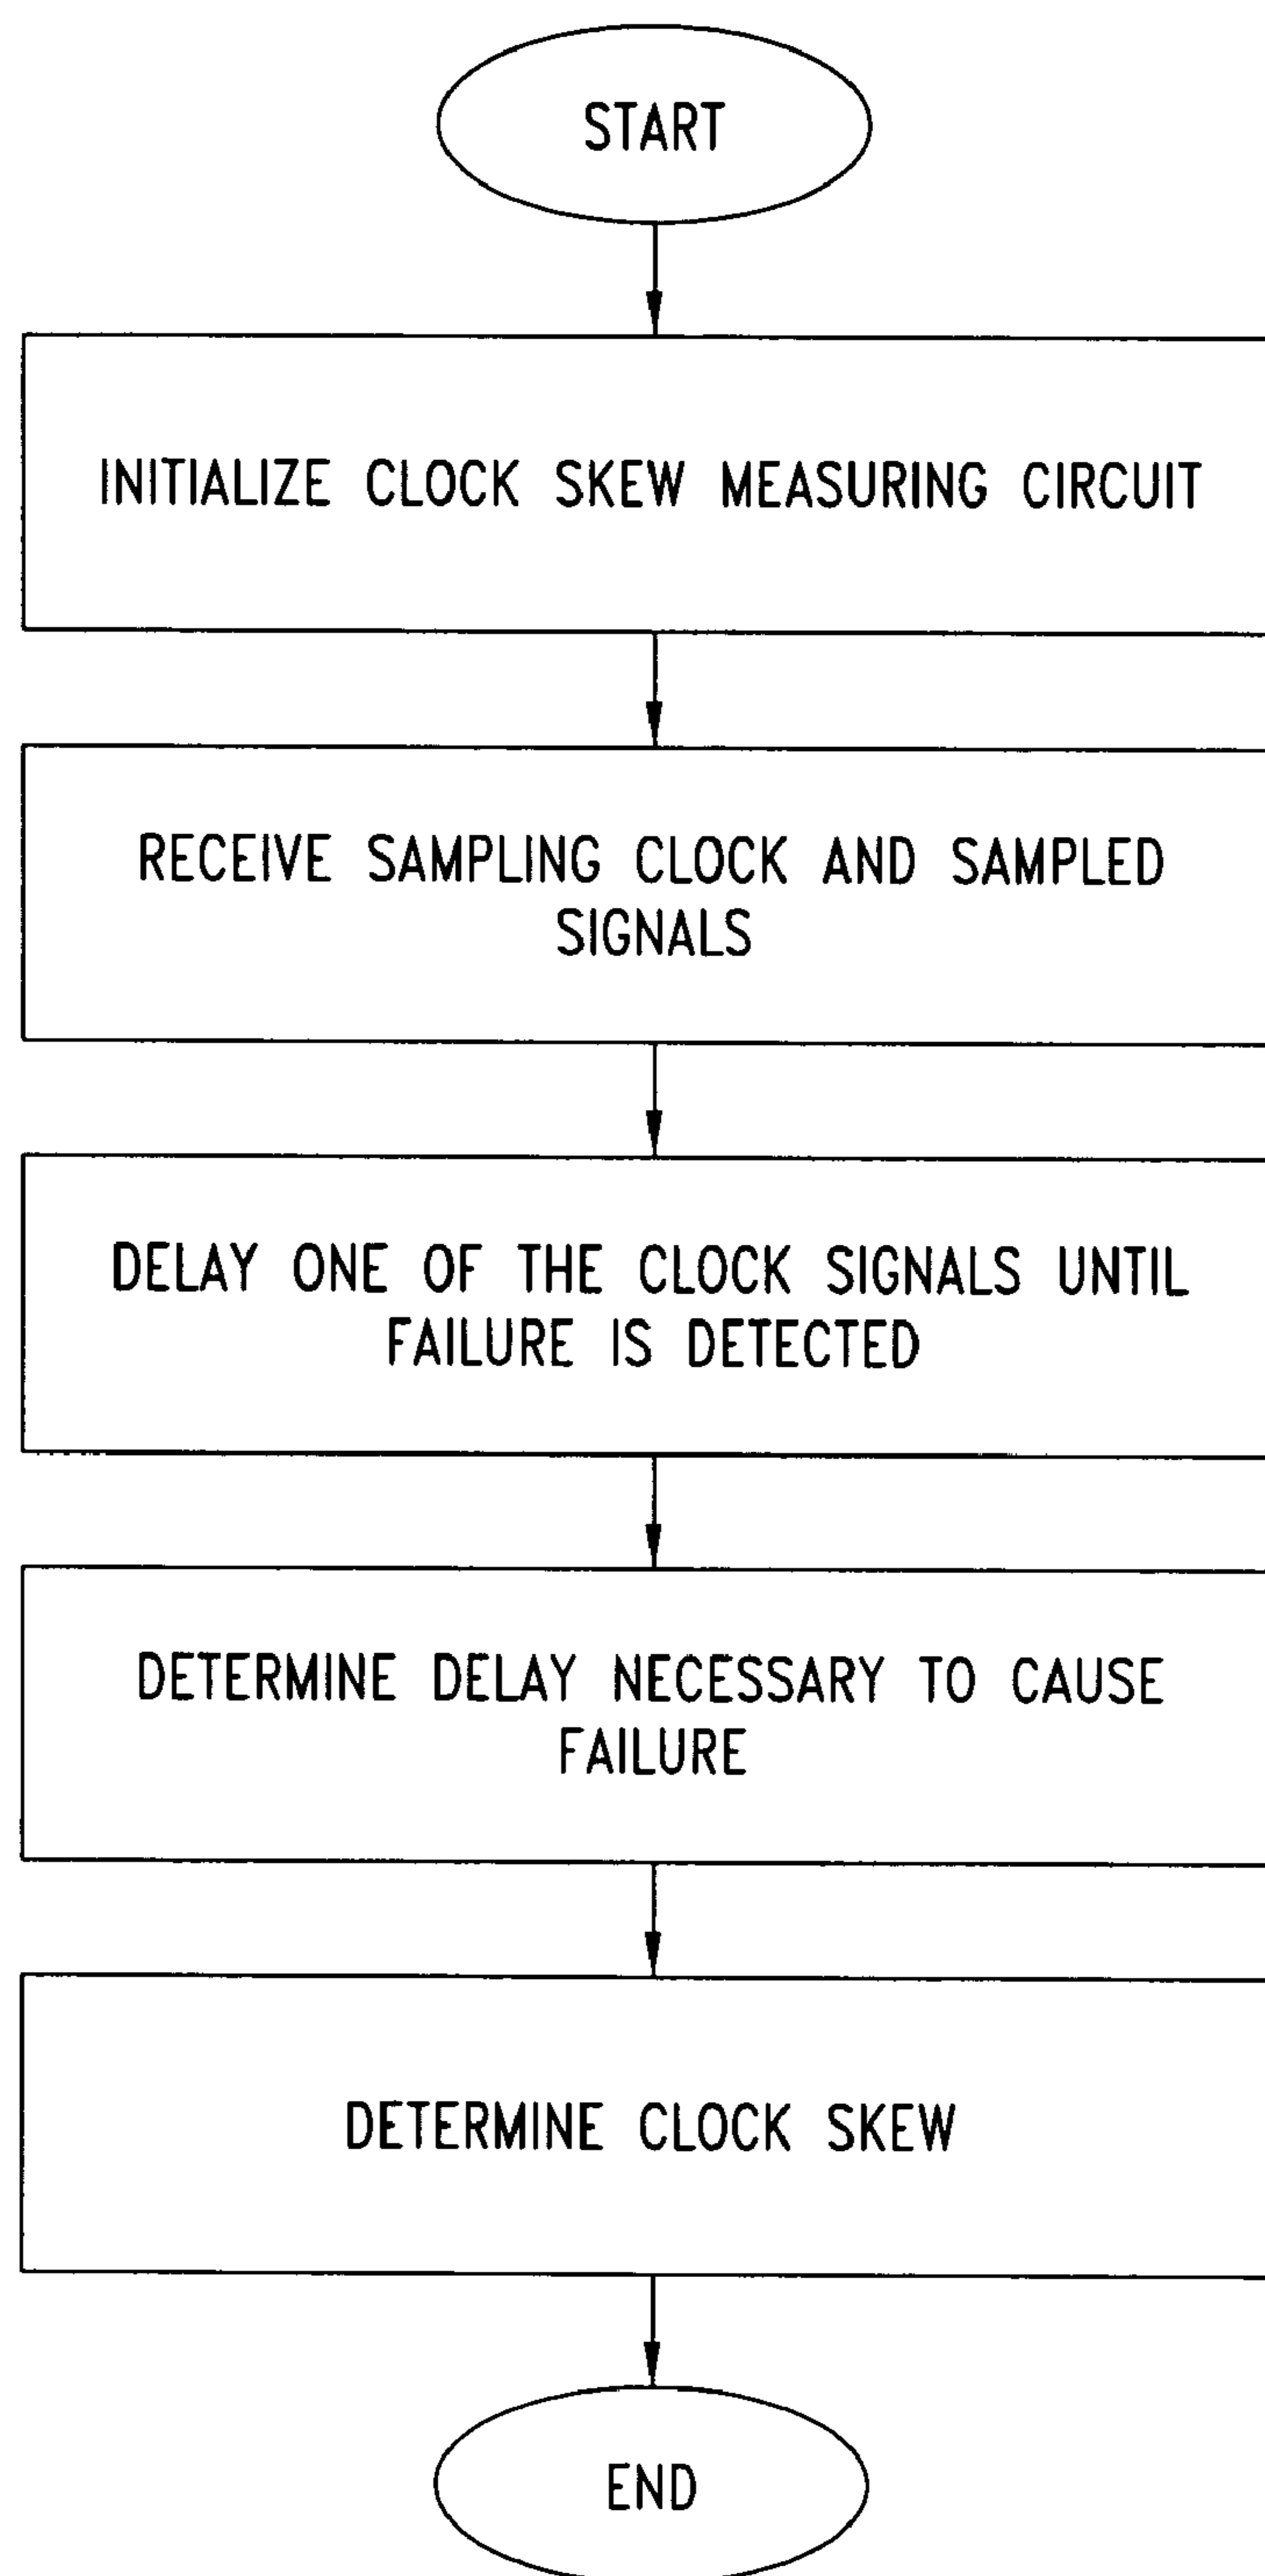 START
INITIALIZE CLOCK SKEW MEASURING CIRCUIT
RECEIVE SAMPLING CLOCK AND SAMPLED
SIGNALS
DELAY ONE OF THE CLOCK SIGNALS UNTIL
FAILURE IS DETECTED
DETERMINE DELAY NECESSARY TO CAUSE
FAILURE
DETERMINE CLOCK SKEW
END